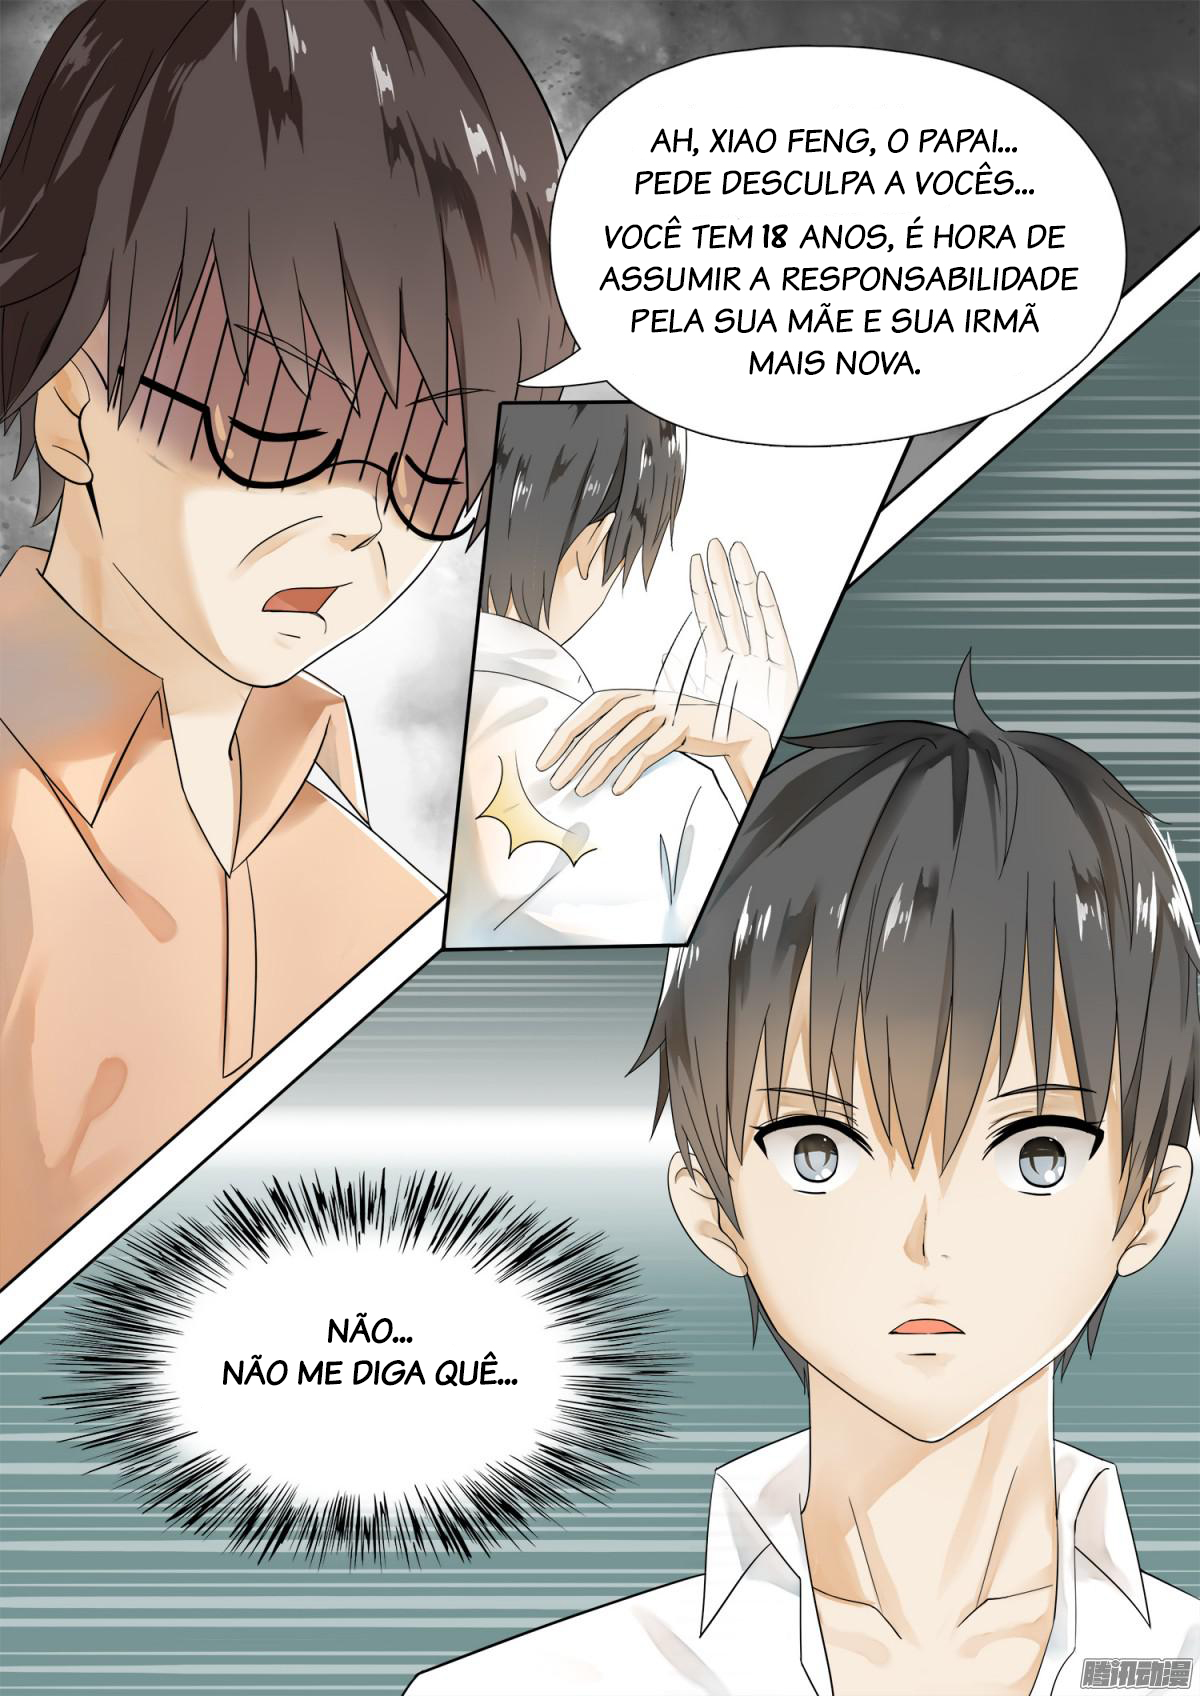 AH, XIAO FENG, O PAPAI...
PEDE DESCULPA A VOCÊS...
VOCÊ TEM 18 ANOS, É HORA DE
ASSUMIR A RESPONSABILIDADE
PELA SUA MÃE E SUA IRMÃ
MAIS NOVA.
NÃO...
NÃO ME DIGA QUÊ...
腾讯动漫